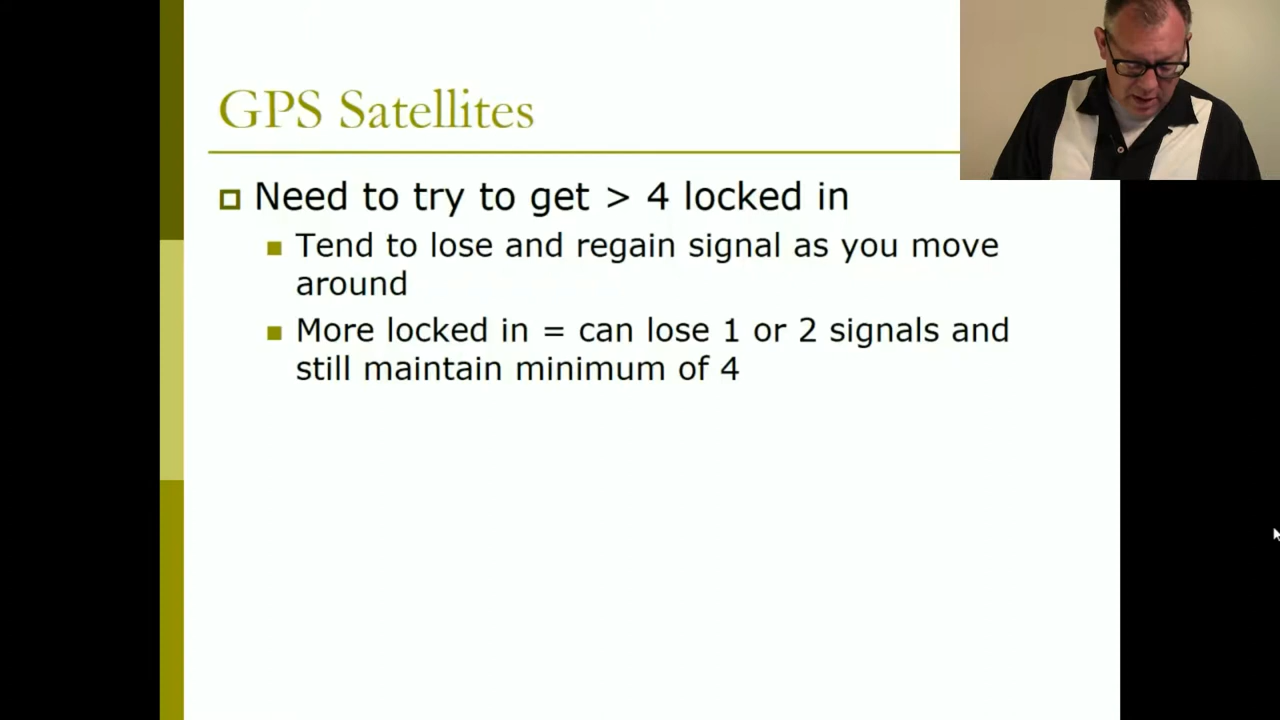 GPS Satellites
Need to try to get > 4 locked in
Tend to lose and regain signal as you move
around
More locked in = can lose 1 or 2 signals and
still maintain minimum of 4